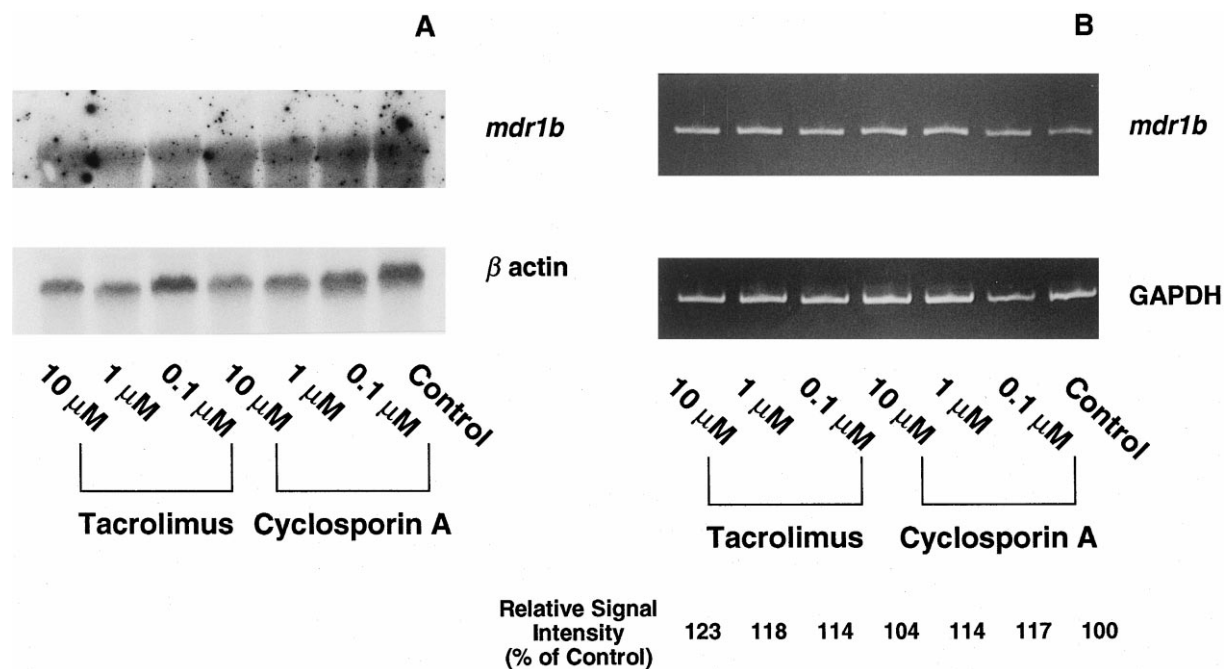 A
mdr1b
β actin
10 μM 1 μM 0.1 μM 10 μM 1 μM 0.1 μM Control
Tacrolimus Cyclosporin A
B
mdr1b
GAPDH
10 μM 1 μM 0.1 μM 10 μM 1 μM 0.1 μM Control
Tacrolimus Cyclosporin A
Relative Signal
Intensity
(% of Control)
123 118 114 104 114 117 100